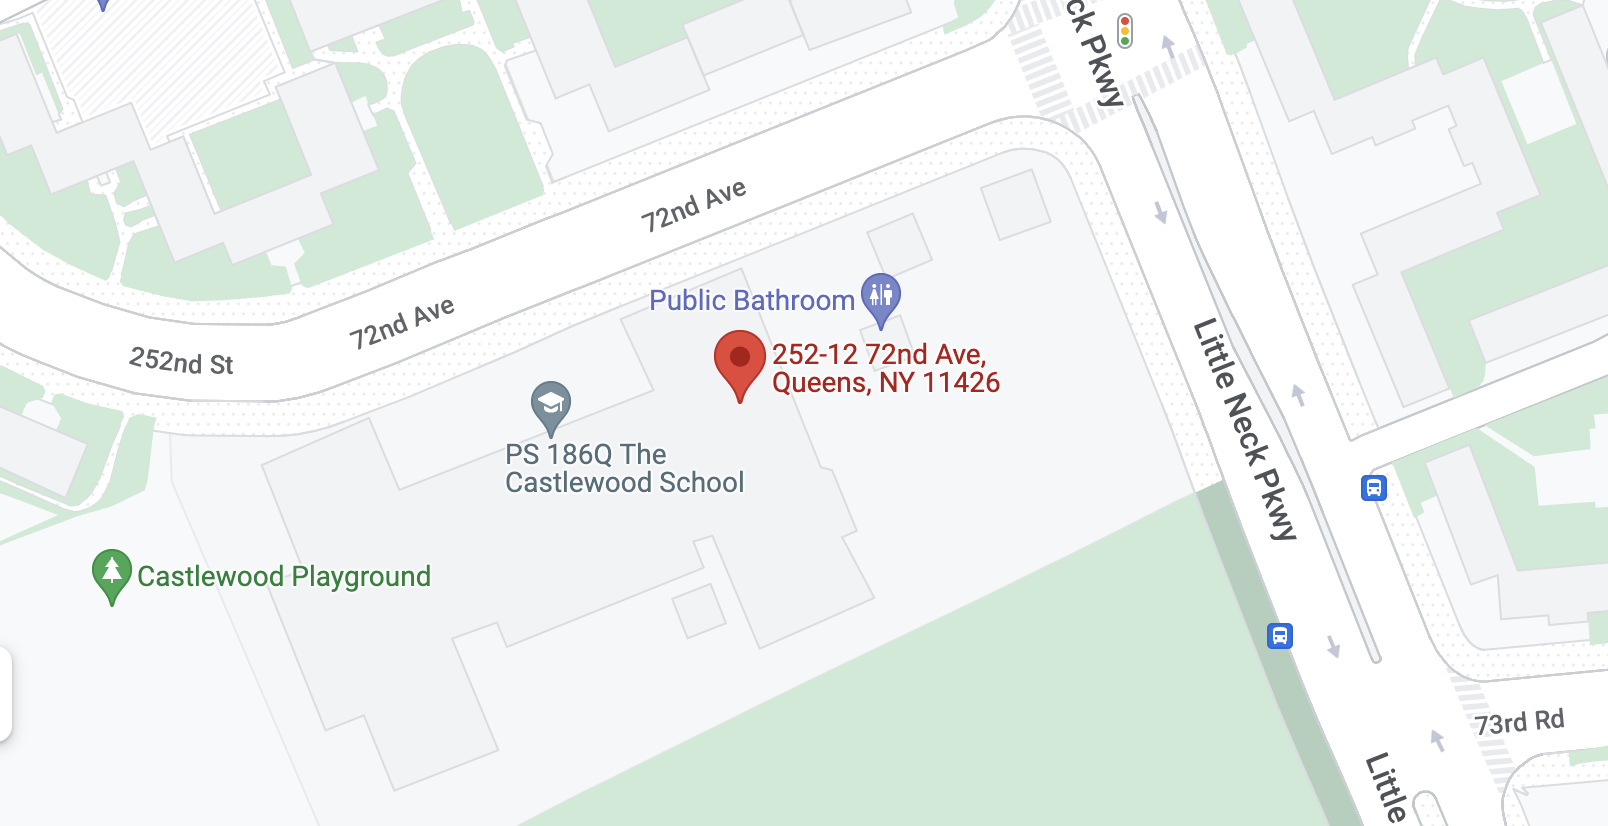 ck Pkwy
72nd Ave
Public Bathroom
72nd Ave
252nd St
252-12 72nd Ave,
Queens, NY 11426
Little Neck Pkwy
PS 186Q The
Castlewood School
Castlewood Playground
73rd Rd
Little